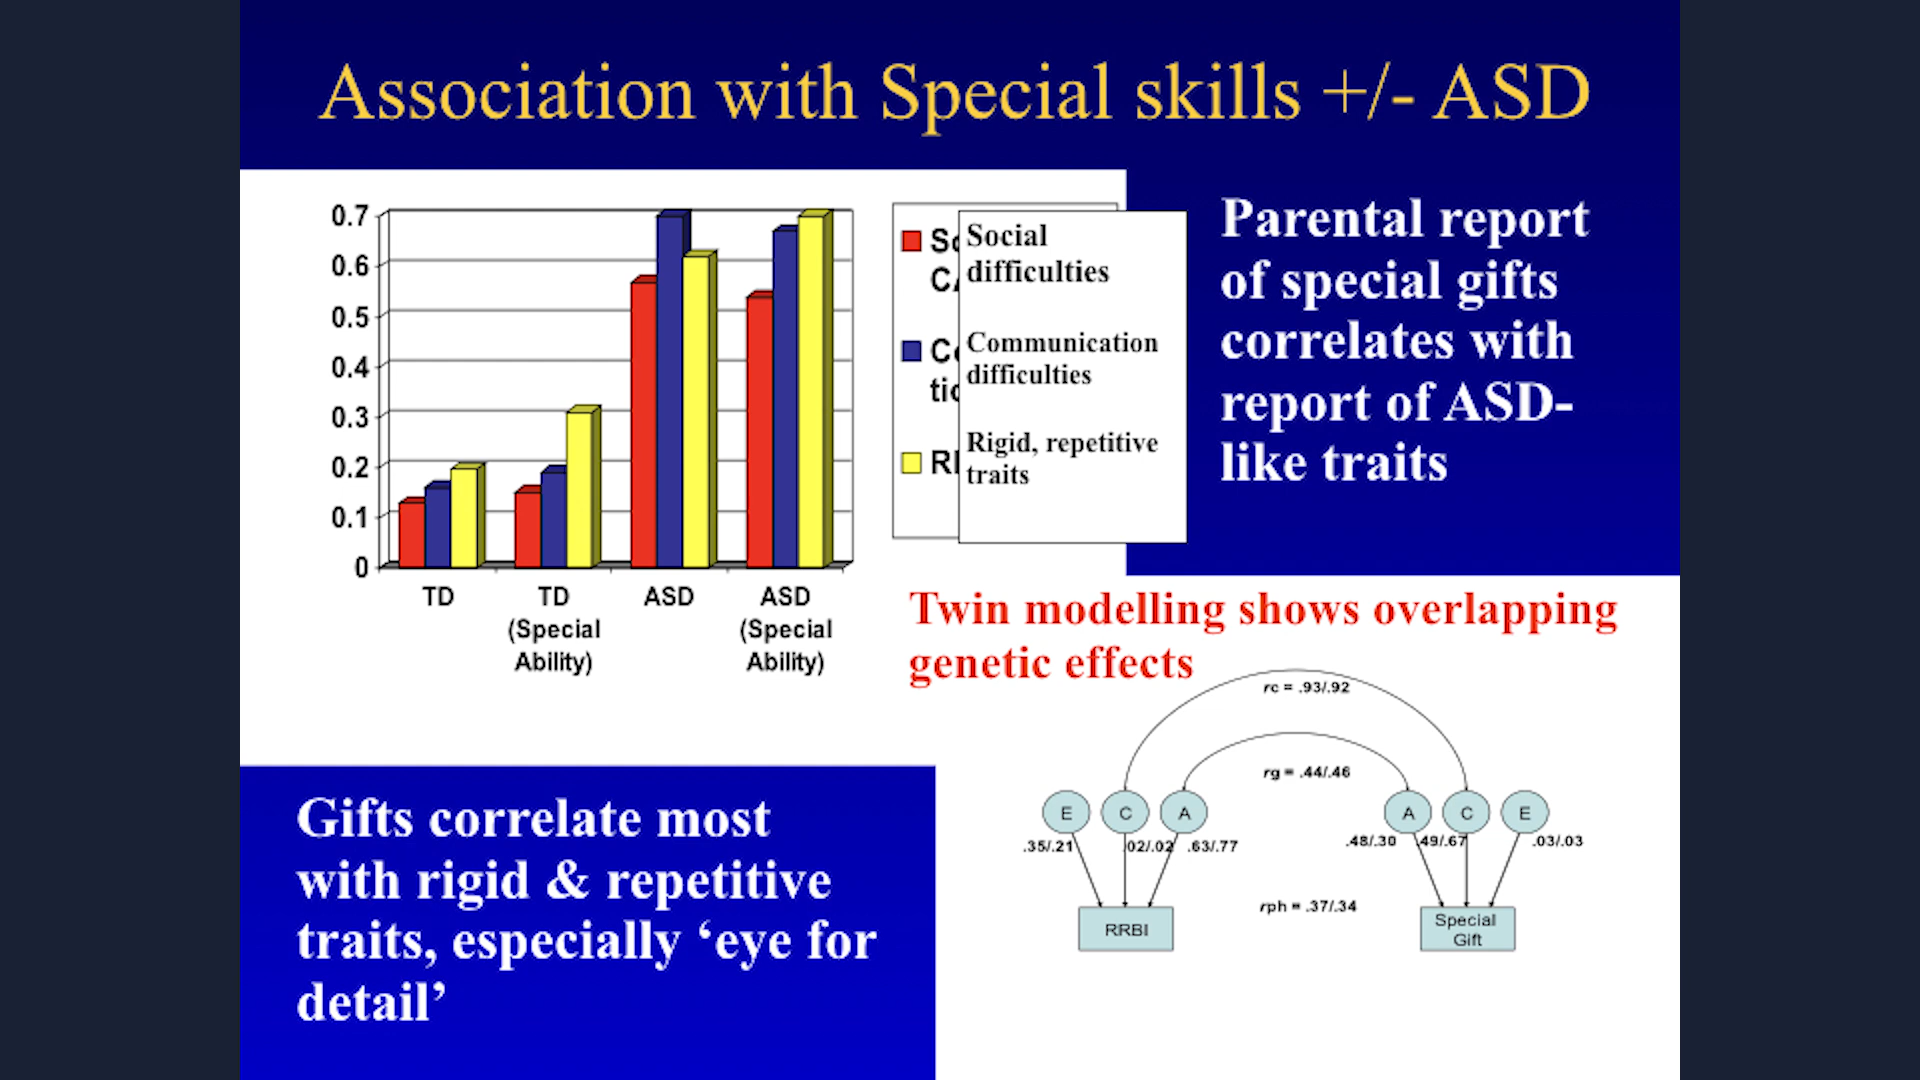 Association with Special skills +/- ASD
0.7
0.6
0.5
0.4
0.3
0.2
0.1
0
TD
TD
(Special
Ability)
ASD
ASD
(Special
Ability)
Social
difficulties
Communication
difficulties
Rigid, repetitive
traits
Parental report
of special gifts
correlates with
report of ASD-
like traits
Twin modelling shows overlapping
genetic effects
rc = .93/.92
rg = .44/.46
E C A A C E
.35/.21 .02/.02 .63/.77 .48/.30 .49/.67 .03/.03
rph = .37/.34
RRBI
Special
Gift
Gifts correlate most
with rigid & repetitive
traits, especially ‘eye for
detail’